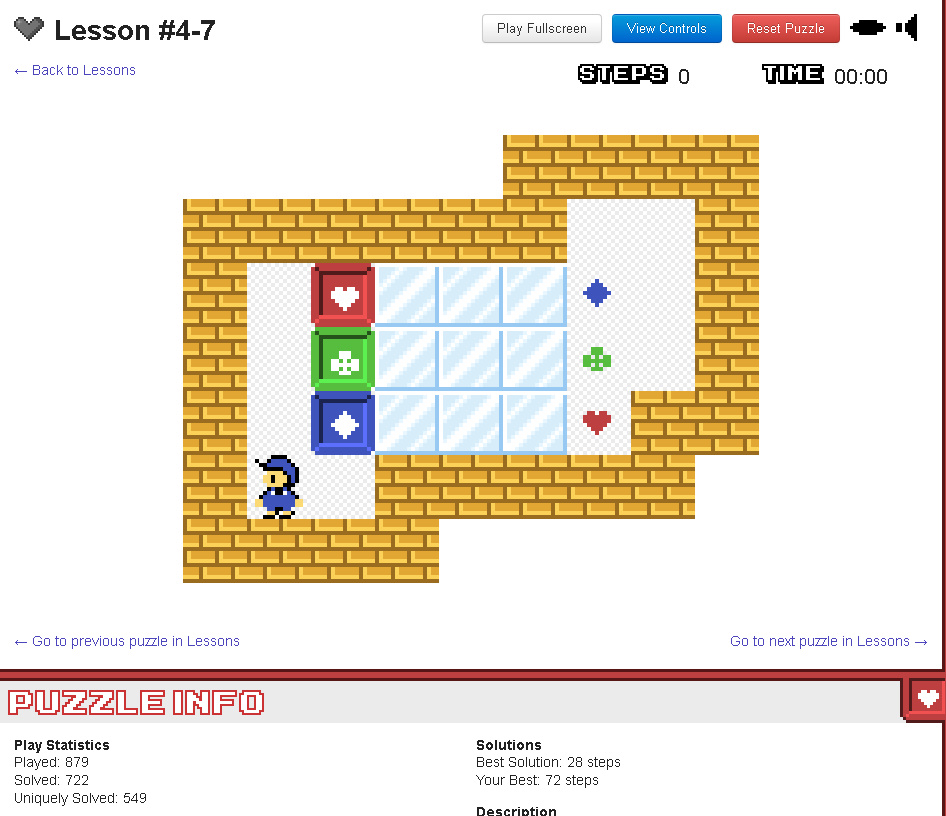 Lesson #4-7
Play Fullscreen
View Controls
Reset Puzzle
← Back to Lessons
STEPS 0
TIME 00:00
← Go to previous puzzle in Lessons
Go to next puzzle in Lessons →
PUZZLE INFO
Play Statistics
Played: 879
Solved: 722
Uniquely Solved: 549
Solutions
Best Solution: 28 steps
Your Best: 72 steps
Description